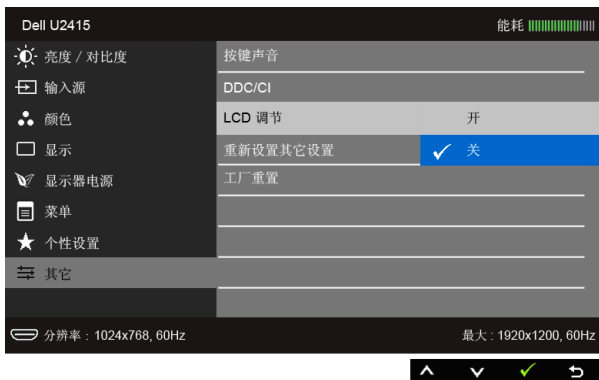 Dell U2415 能耗
亮度 / 对比度 按键声音
输入源 DDC/CI
颜色 LCD 调节 开
显示 重新设置其它设置 关
显示器电源 工厂重置
菜单
个性设置
其它
分辨率 : 1024x768, 60Hz 最大 : 1920x1200, 60Hz